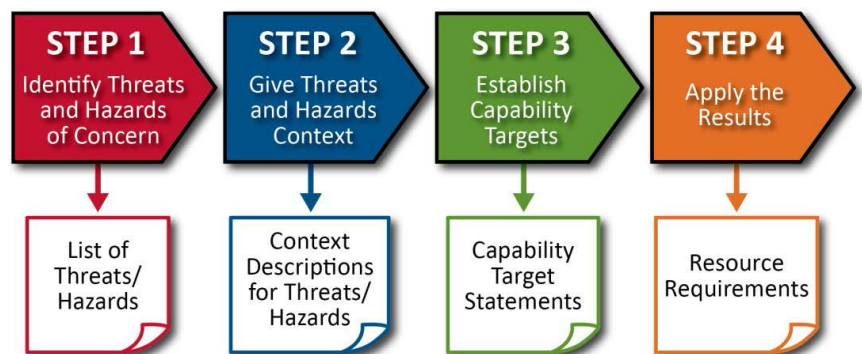 STEP 1
Identify Threats
and Hazards
of Concern
STEP 2
Give Threats
and Hazards
Context
STEP 3
Establish
Capability
Targets
STEP 4
Apply the
Results
List of
Threats/
Hazards
Context
Descriptions
for Threats/
Hazards
Capability
Target
Statements
Resource
Requirements